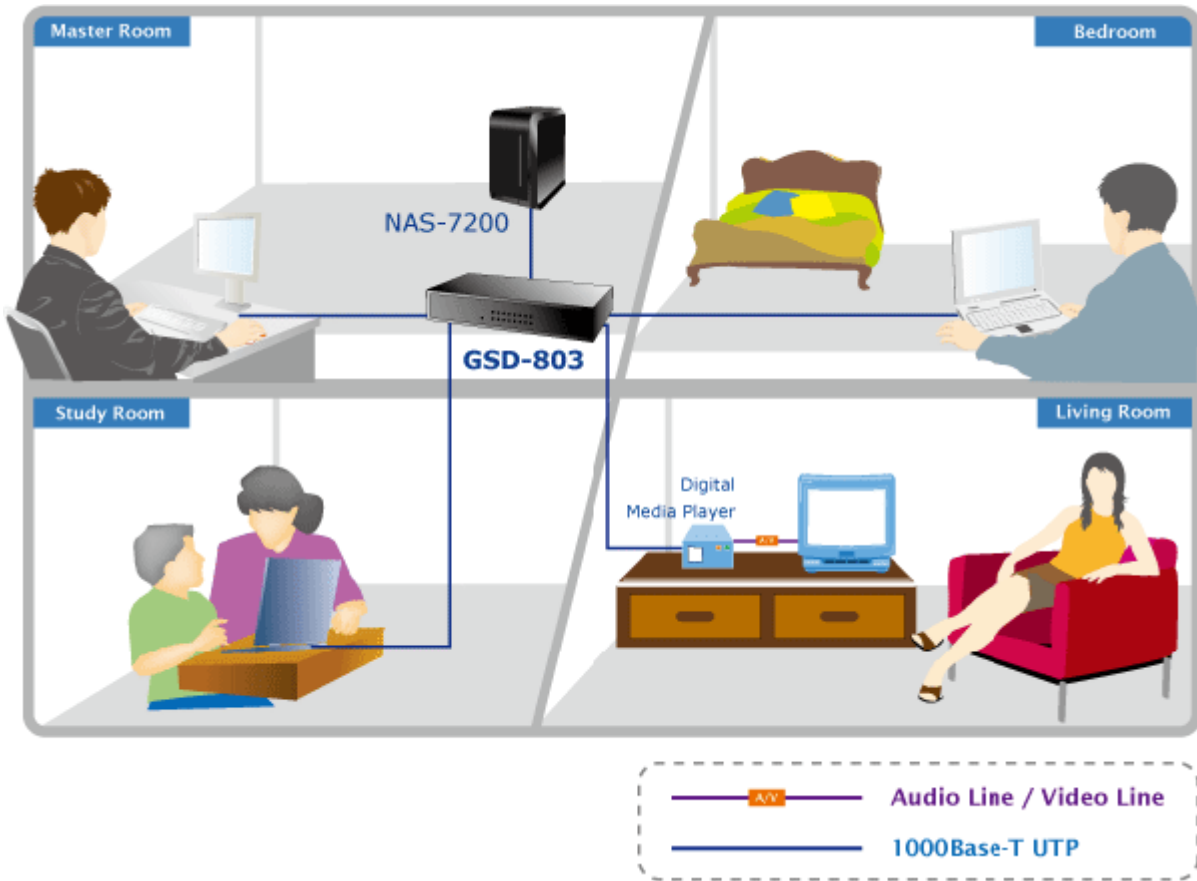 Master Room
Bedroom
NAS-7200
GSD-803
Study Room
Living Room
Digital
Media Player
A/V
A/V
Audio Line / Video Line
1000Base-T UTP